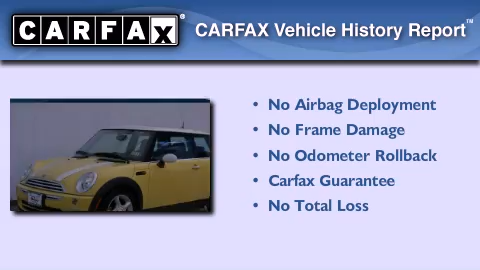 CARFAX®
CARFAX Vehicle History Report™
• No Airbag Deployment
• No Frame Damage
• No Odometer Rollback
• Carfax Guarantee
• No Total Loss